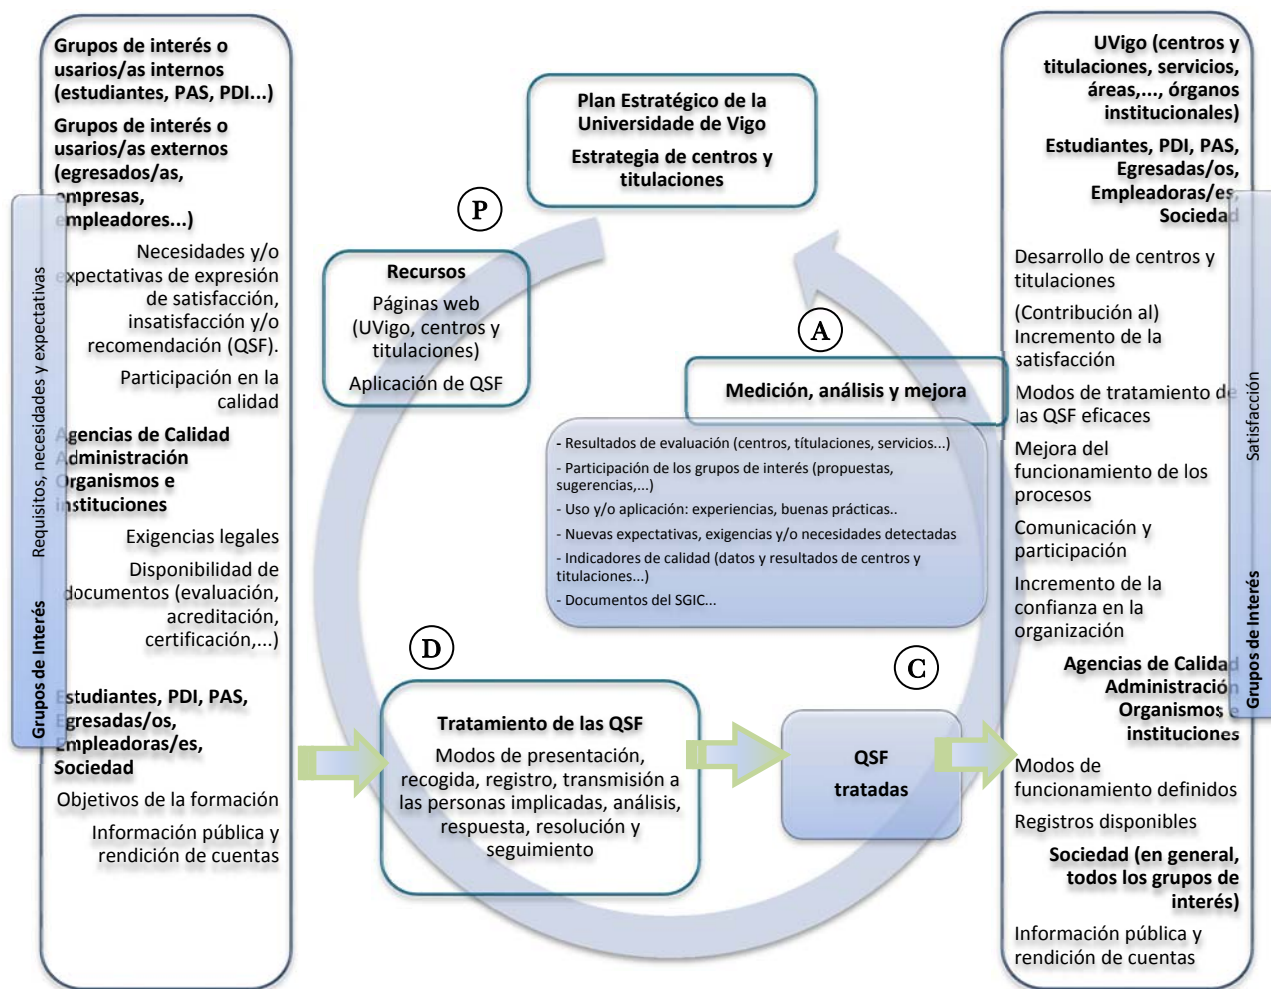 Grupos de interés o
usarios/as internos
(estudiantes, PAS, PDI...)
Grupos de interés o
usarios/as externos
(egresados/as,
empresas,
empleadores...)
Necesidades y/o
expectativas de expresión
de satisfacción,
insatisfacción y/o
recomendación (QSF).
Participación en la
calidad
Agencias de Calidad
Administración
Organismos e
instituciones
Exigencias legales
Disponibilidad de
documentos (evaluación,
acreditación,
certificación,...)
Estudiantes, PDI, PAS,
Egresadas/os,
Empleadoras/es,
Sociedad
Objetivos de la formación
Información pública y
rendición de cuentas
Grupos de Interés Requisitos, necesidades y expectativas
Plan Estratégico de la
Universidade de Vigo
Estrategia de centros y
titulaciones
P
Recursos
Páginas web
(UVigo, centros y
titulaciones)
Aplicación de QSF
A
Medición, análisis y mejora
- Resultados de evaluación (centros, títulaciones, servicios...)
- Participación de los grupos de interés (propuestas,
sugerencias,...)
- Uso y/o aplicación: experiencias, buenas prácticas..
- Nuevas expectativas, exigencias y/o necesidades detectadas
- Indicadores de calidad (datos y resultados de centros y
titulaciones...)
- Documentos del SGIC...
D
Tratamiento de las QSF
Modos de presentación,
recogida, registro, transmisión a
las personas implicadas, análisis,
respuesta, resolución y
seguimiento
C
QSF
tratadas
UVigo (centros y
titulaciones, servicios,
áreas,..., órganos
institucionales)
Estudiantes, PDI, PAS,
Egresadas/os,
Empleadoras/es,
Sociedad
Desarrollo de centros y
titulaciones
(Contribución al)
Incremento de la
satisfacción
Modos de tratamiento de
las QSF eficaces
Mejora del
funcionamiento de los
procesos
Comunicación y
participación
Incremento de la
confianza en la
organización
Agencias de Calidad
Administración
Organismos e
instituciones
Modos de
funcionamiento definidos
Registros disponibles
Sociedad (en general,
todos los grupos de
interés)
Información pública y
rendición de cuentas
Grupos de Interés Satisfacción